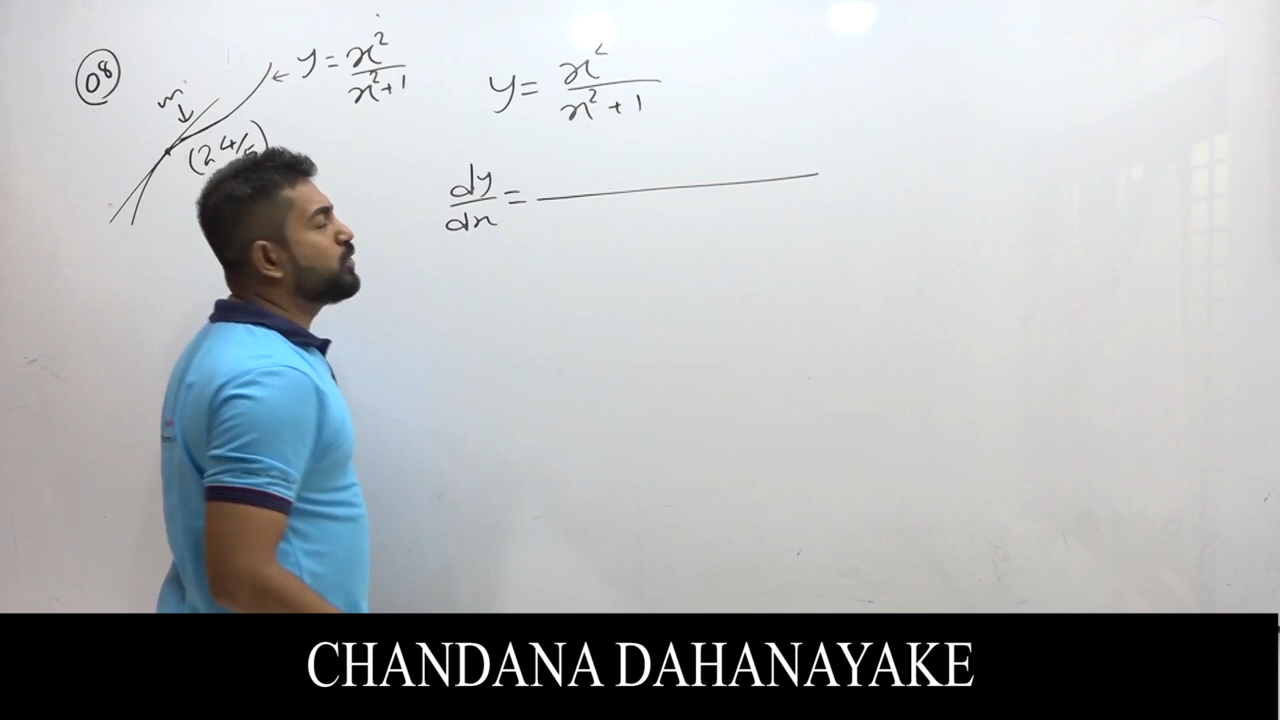 08
y = x²/(x²+1)
m
(2 4/5)
y = x²/(x² + 1)
dy/dx =
CHANDANA DAHANAYAKE